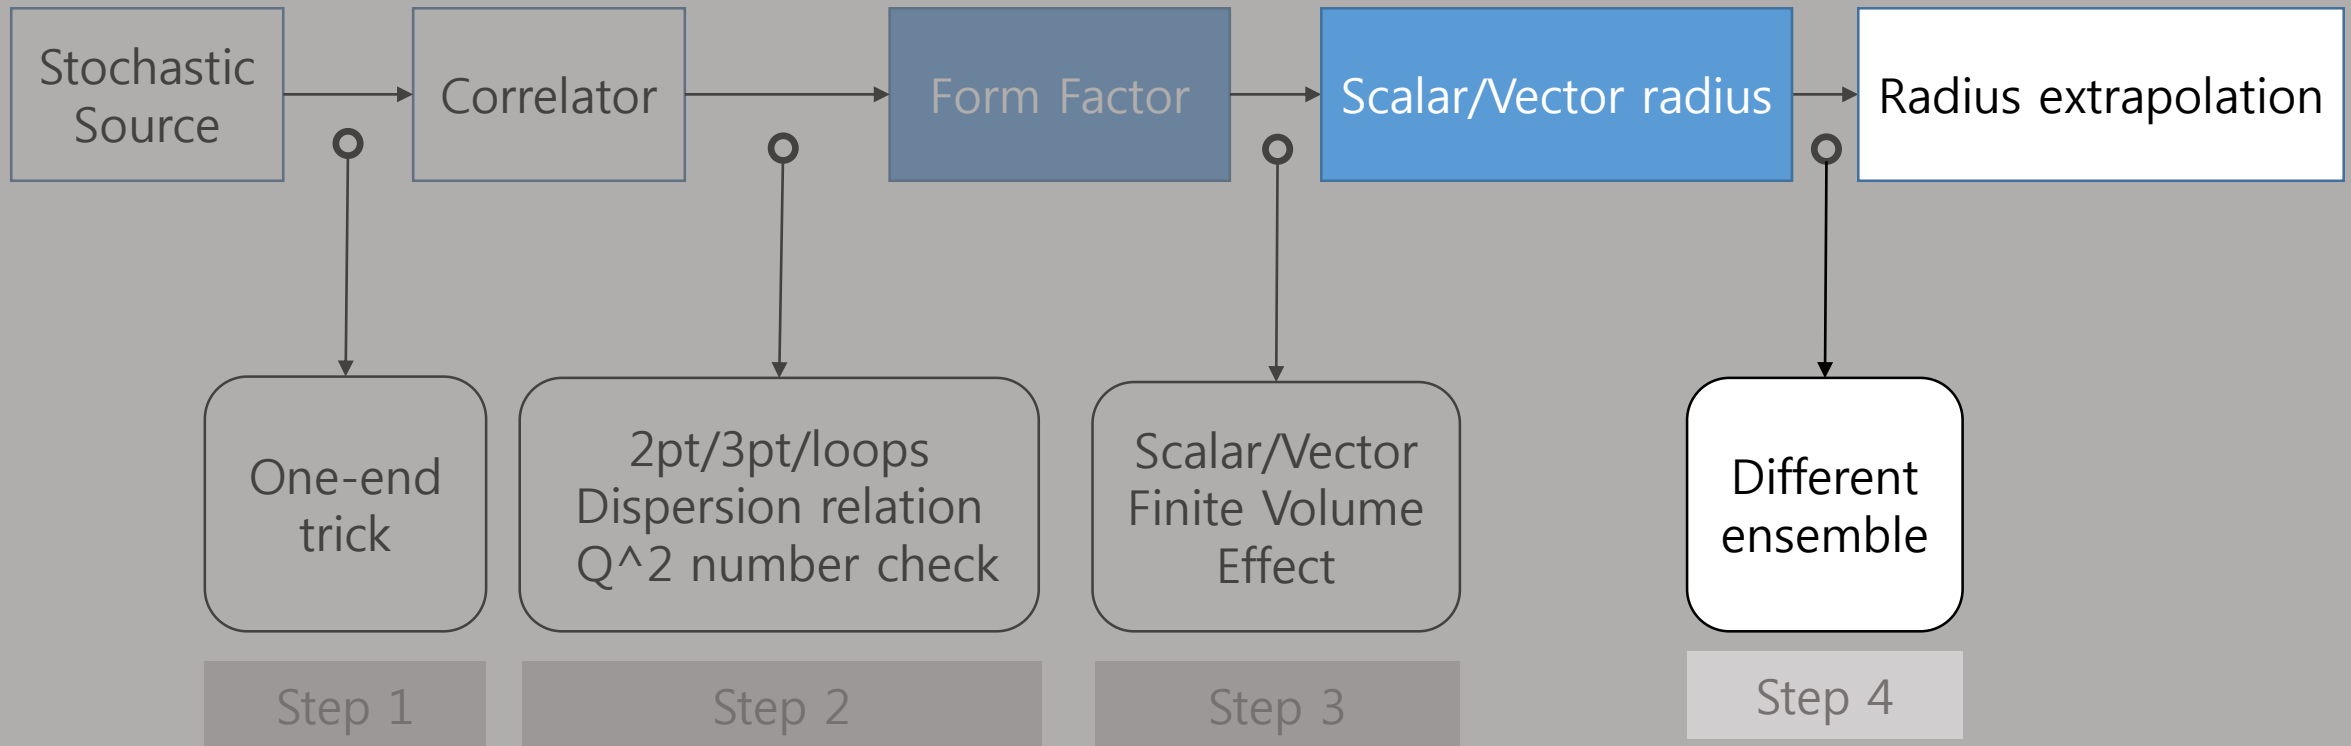 Stochastic
Source
Correlator
Form Factor
Scalar/Vector radius
Radius extrapolation
One-end
trick
2pt/3pt/loops
Dispersion relation
Q^2 number check
Scalar/Vector
Finite Volume
Effect
Different
ensemble
Step 1
Step 2
Step 3
Step 4